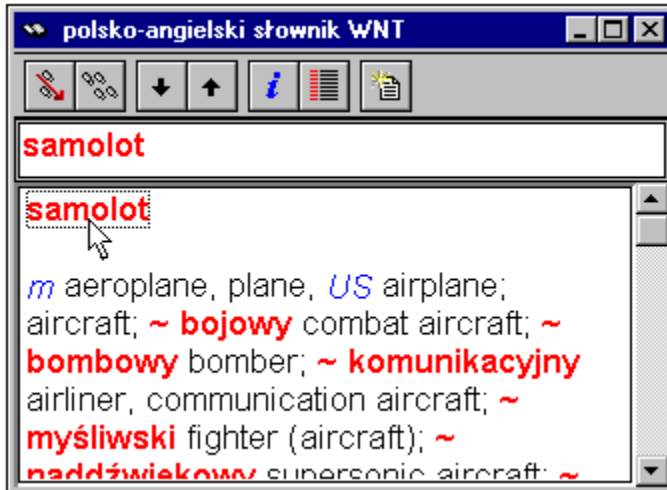 polsko-angielski słownik WNT
samolot
samolot
m aeroplane, plane, US airplane;
aircraft; ~ bojowy combat aircraft; ~
bombowy bomber; ~ komunikacyjny
airliner, communication aircraft; ~
myśliwski fighter (aircraft); ~
naddźwiękowy supersonic aircraft; ~